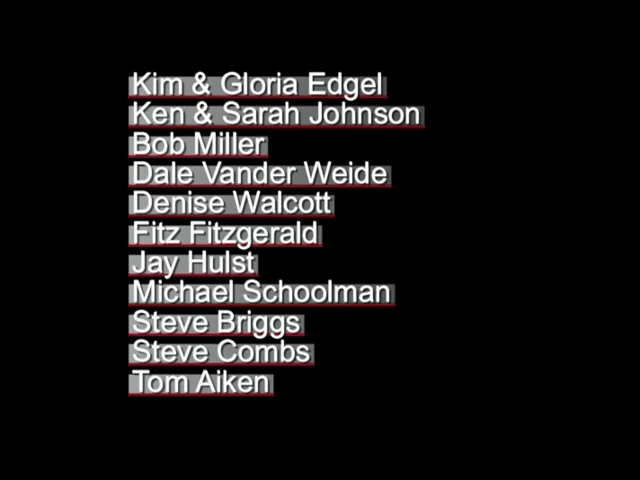 Kim & Gloria Edgel
Ken & Sarah Johnson
Bob Miller
Dale Vander Weide
Denise Walcott
Fitz Fitzgerald
Jay Hulst
Michael Schoolman
Steve Briggs
Steve Combs
Tom Aiken